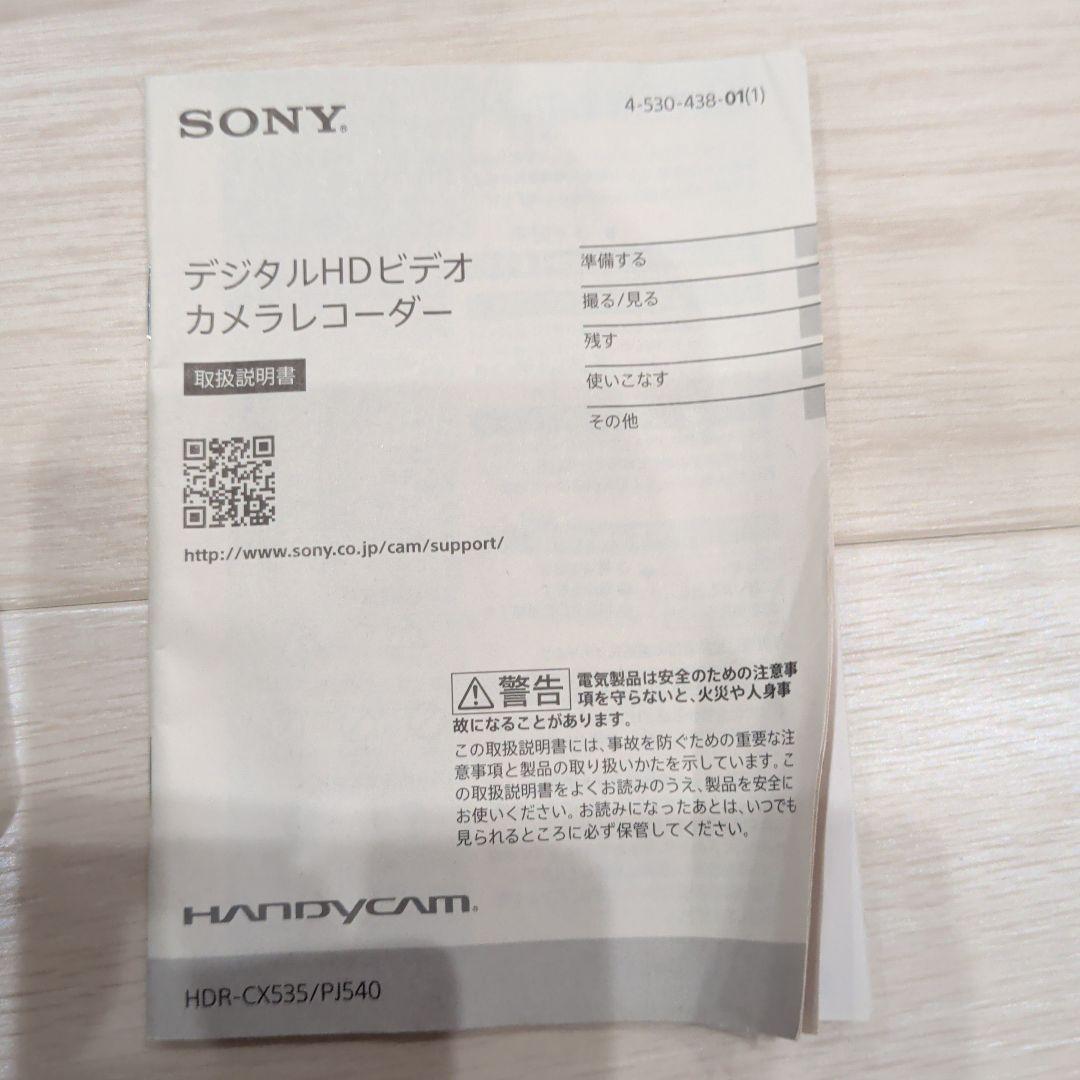 SONY®
4-530-438-01(1)
デジタルHDビデオ
カメラレコーダー
取扱説明書
準備する
撮る/見る
残す
使いこなす
その他
http://www.sony.co.jp/cam/support/
警告
電気製品は安全のための注意事
項を守らないと、火災や人身事
故になることがあります。
この取扱説明書には、事故を防ぐための重要な注
意事項と製品の取り扱いかたを示しています。こ
の取扱説明書をよくお読みのうえ、製品を安全に
お使いください。お読みになったあとは、いつでも
見られるところに必ず保管してください。
HANDYCAM®
HDR-CX535/PJ540